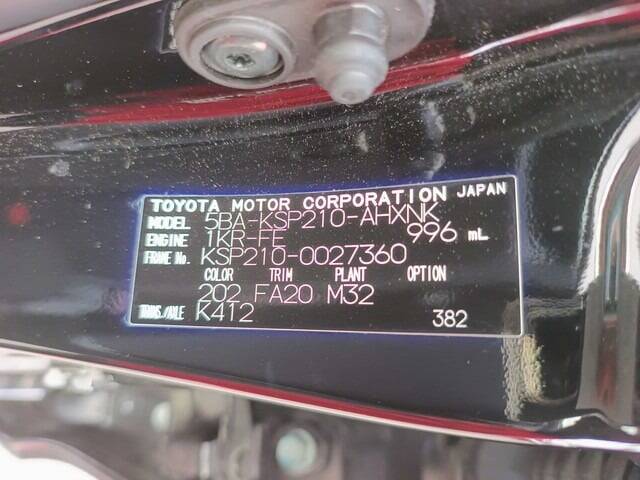 TOYOTA MOTOR CORPORATION JAPAN
MODEL 5BA-KSP210-AHXNK
ENGINE 1KR-FE 996 mL
FRAME No. KSP210-0027360
COLOR TRIM PLANT OPTION
202 FA20 M32
TRANS./AXLE K412 382